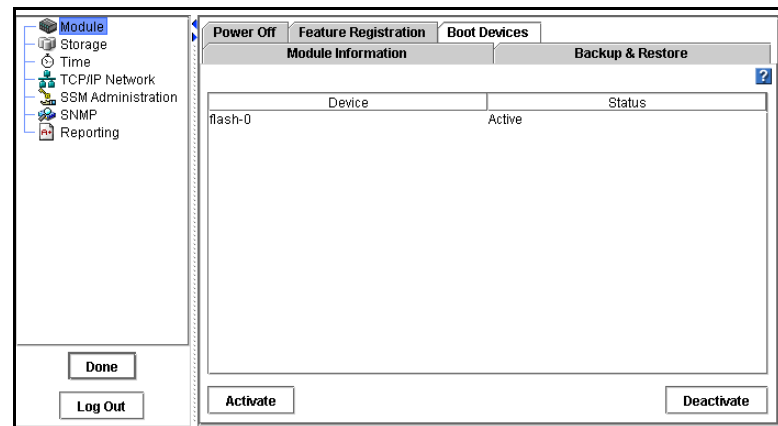 Module
Storage
Time
TCP/IP Network
SSM Administration
SNMP
Reporting
Done
Log Out
Power Off
Feature Registration
Boot Devices
Module Information
Backup & Restore
?
Device
Status
flash-0
Active
Activate
Deactivate